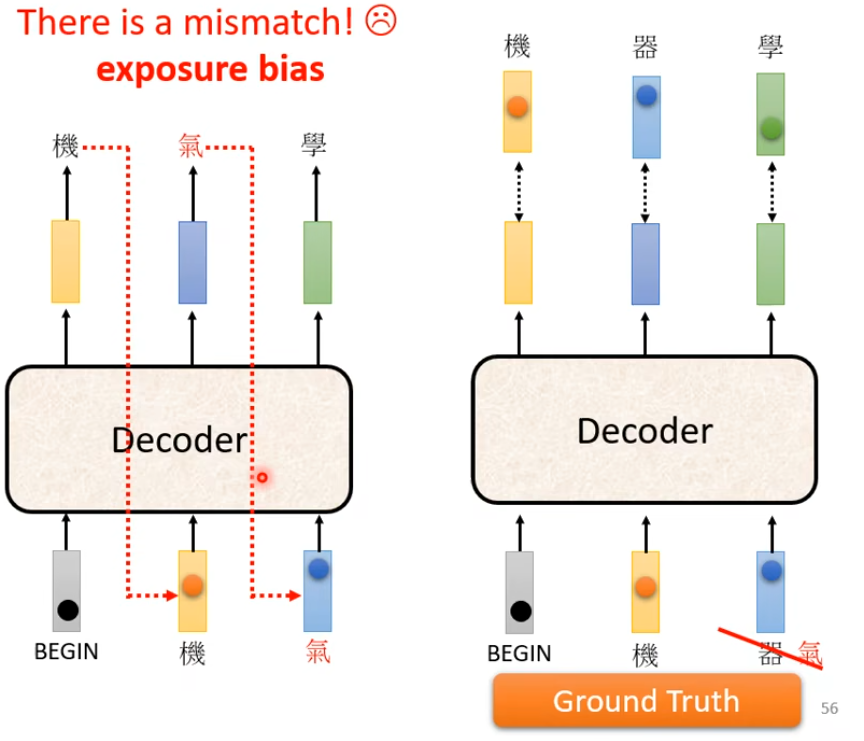 There is a mismatch! ☹
exposure bias
機 氣 學
Decoder
BEGIN 機 氣
機 器 學
Decoder
BEGIN 機 器 氣
Ground Truth
56